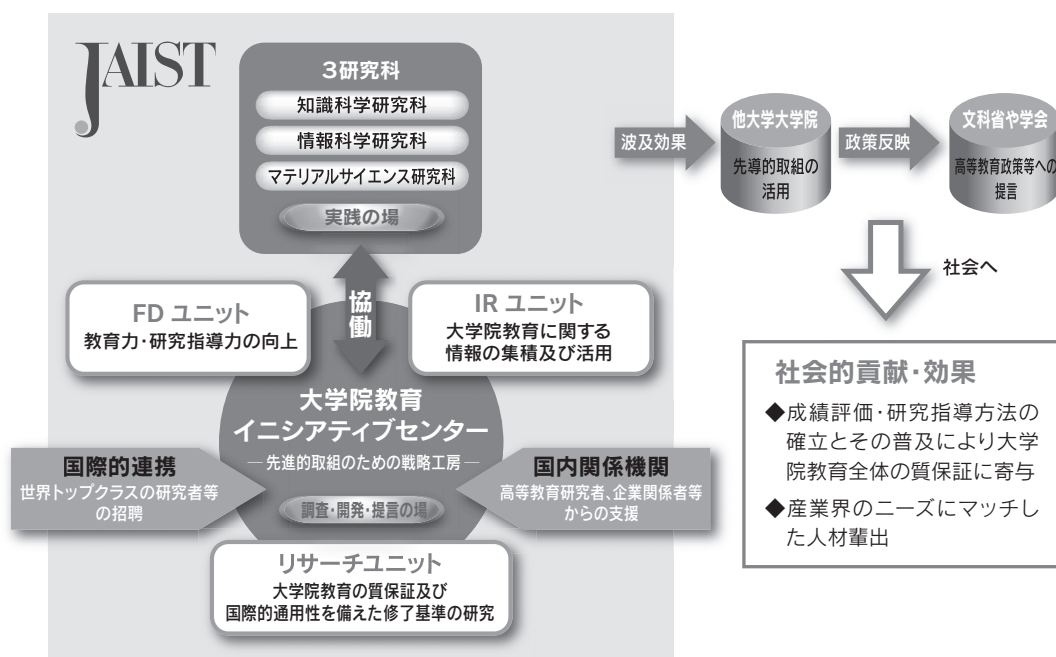 JAIST
3研究科
知識科学研究科
情報科学研究科
マテリアルサイエンス研究科
実践の場
協働
FD ユニット
教育力・研究指導力の向上
IR ユニット
大学院教育に関する
情報の集積及び活用
大学院教育
イニシアティブセンター
― 先進的取組のための戦略工房 ―
調査・開発・提言の場
国際的連携
世界トップクラスの研究者等
の招聘
国内関係機関
高等教育研究者、企業関係者等
からの支援
リサーチユニット
大学院教育の質保証及び
国際的通用性を備えた修了基準の研究
波及効果
他大学大学院
先導的取組の
活用
政策反映
文科省や学会
高等教育政策等への
提言
社会へ
社会的貢献・効果
◆成績評価・研究指導方法の
確立とその普及により大学
院教育全体の質保証に寄与
◆産業界のニーズにマッチし
た人材輩出